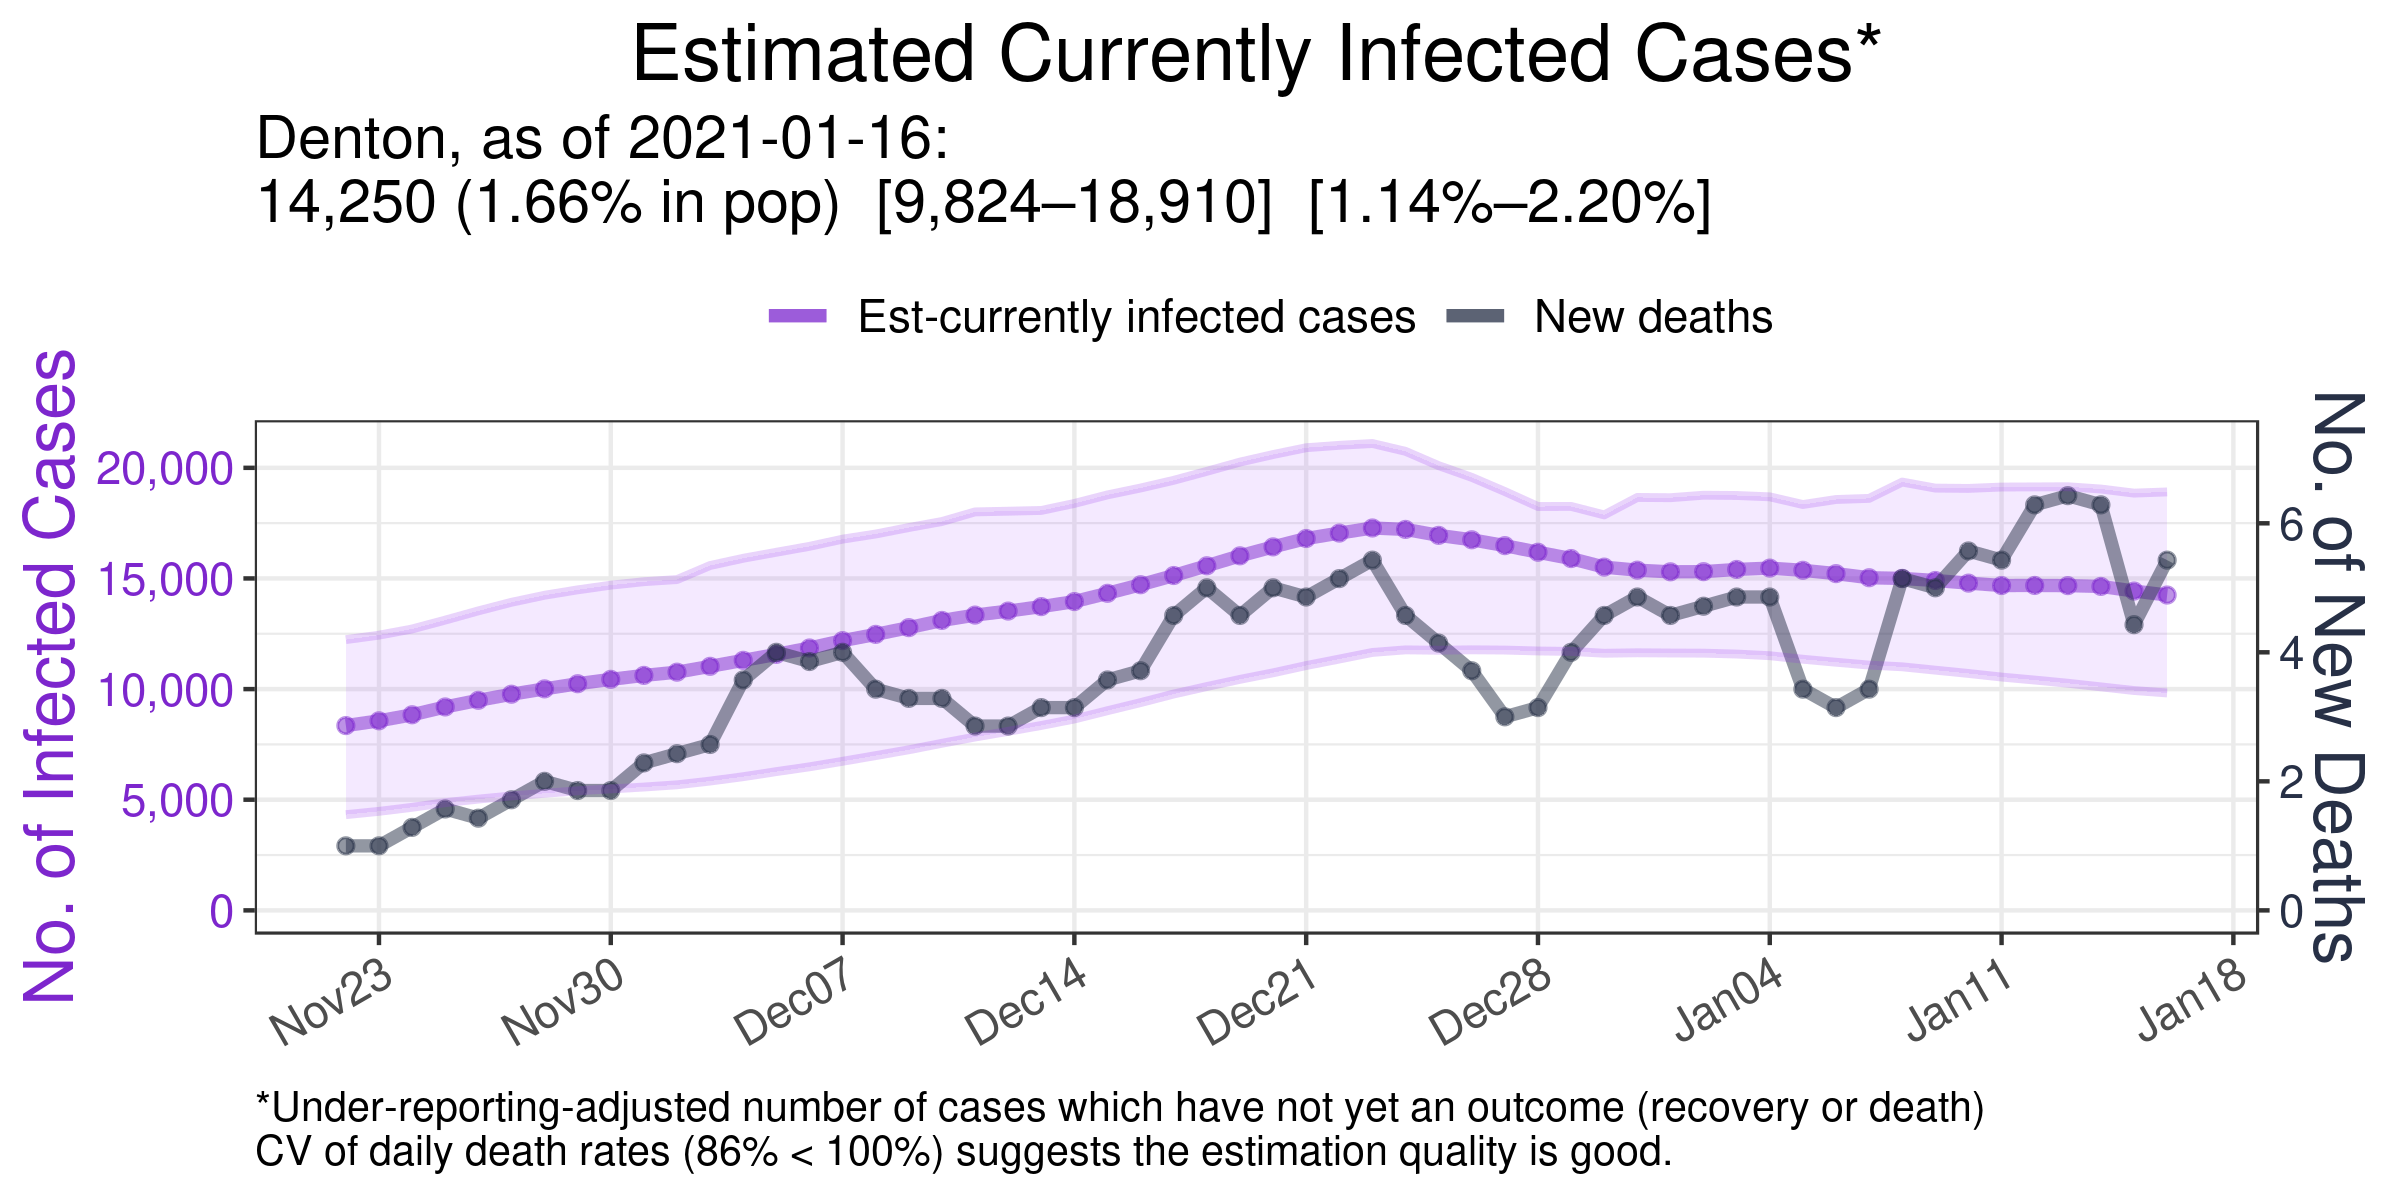 Estimated Currently Infected Cases*
Denton, as of 2021-01-16:
14,250 (1.66% in pop)  [9,824–18,910]  [1.14%–2.20%]
Est-currently infected cases
New deaths
No. of Infected Cases
20,000
15,000
10,000
5,000
0
No. of New Deaths
6
4
2
0
Nov23
Nov30
Dec07
Dec14
Dec21
Dec28
Jan04
Jan11
Jan18
*Under-reporting-adjusted number of cases which have not yet an outcome (recovery or death)
CV of daily death rates (86% < 100%) suggests the estimation quality is good.